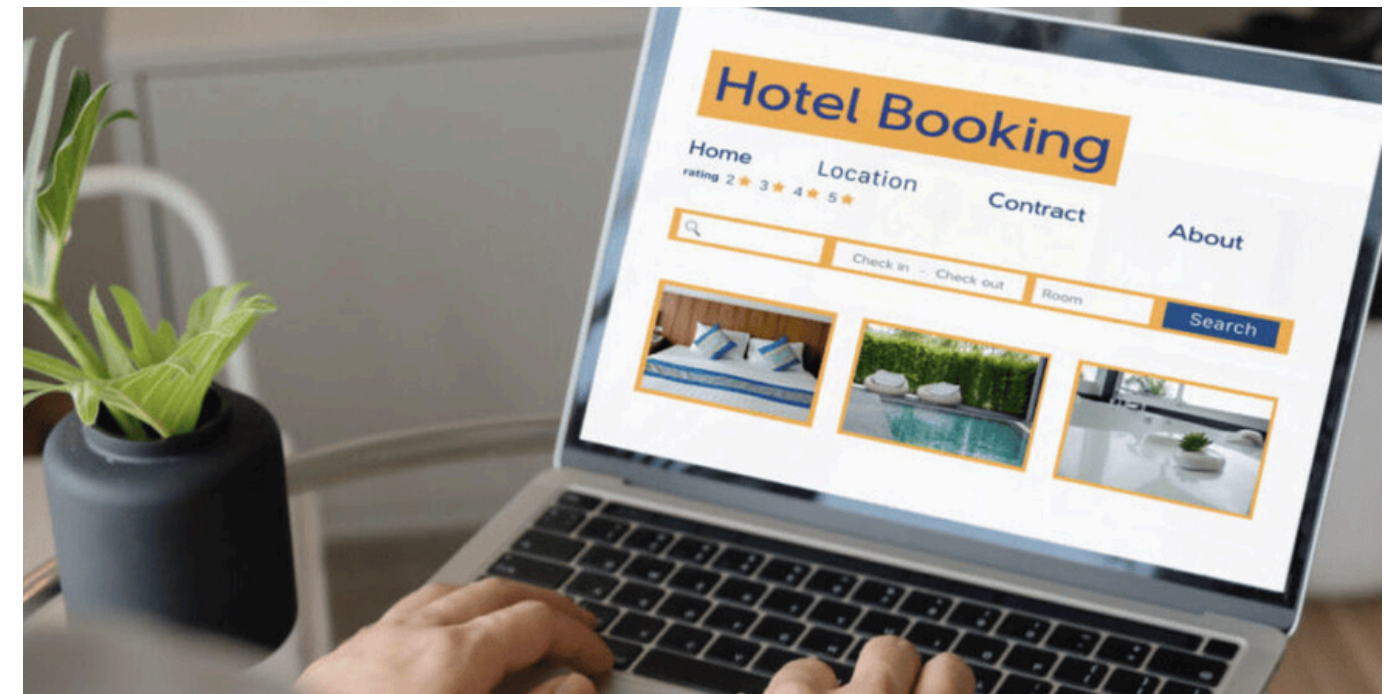 Hotel Booking
Home Location Contract About
rating 2★ 3★ 4★ 5★
Check in - Check out Room Search